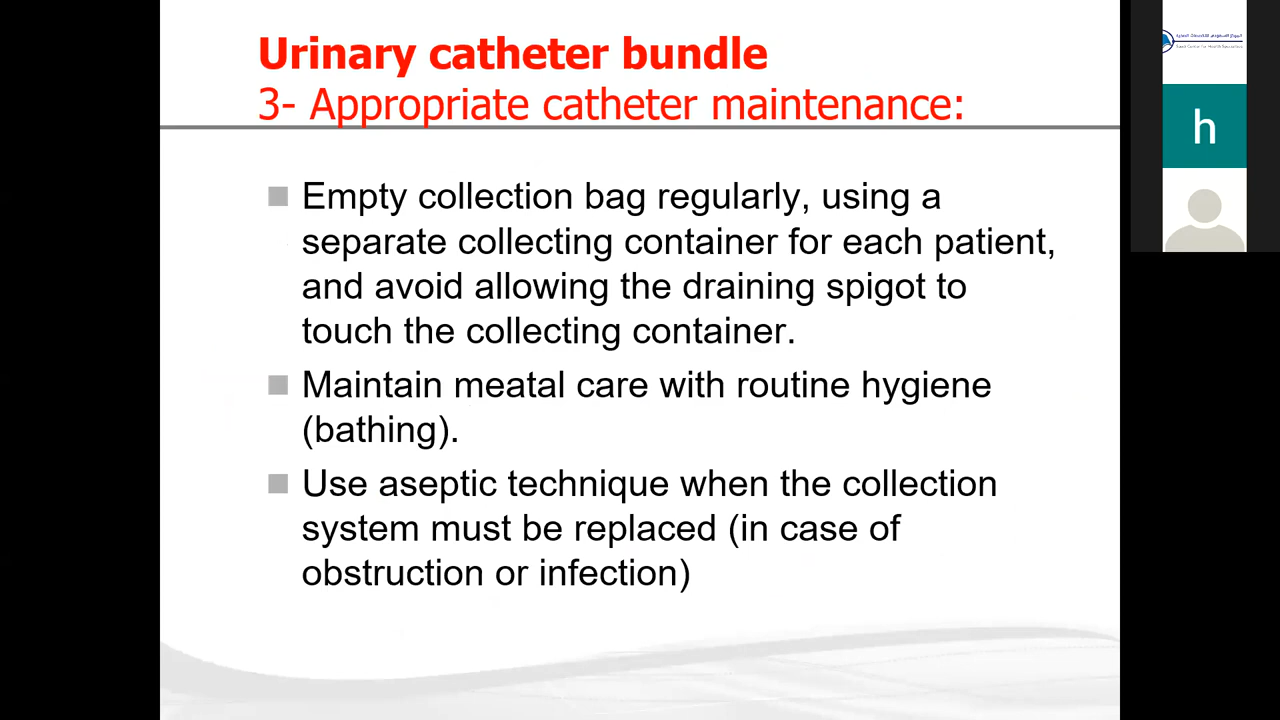 Urinary catheter bundle
3- Appropriate catheter maintenance:
Empty collection bag regularly, using a
separate collecting container for each patient,
and avoid allowing the draining spigot to
touch the collecting container.
Maintain meatal care with routine hygiene
(bathing).
Use aseptic technique when the collection
system must be replaced (in case of
obstruction or infection)
h